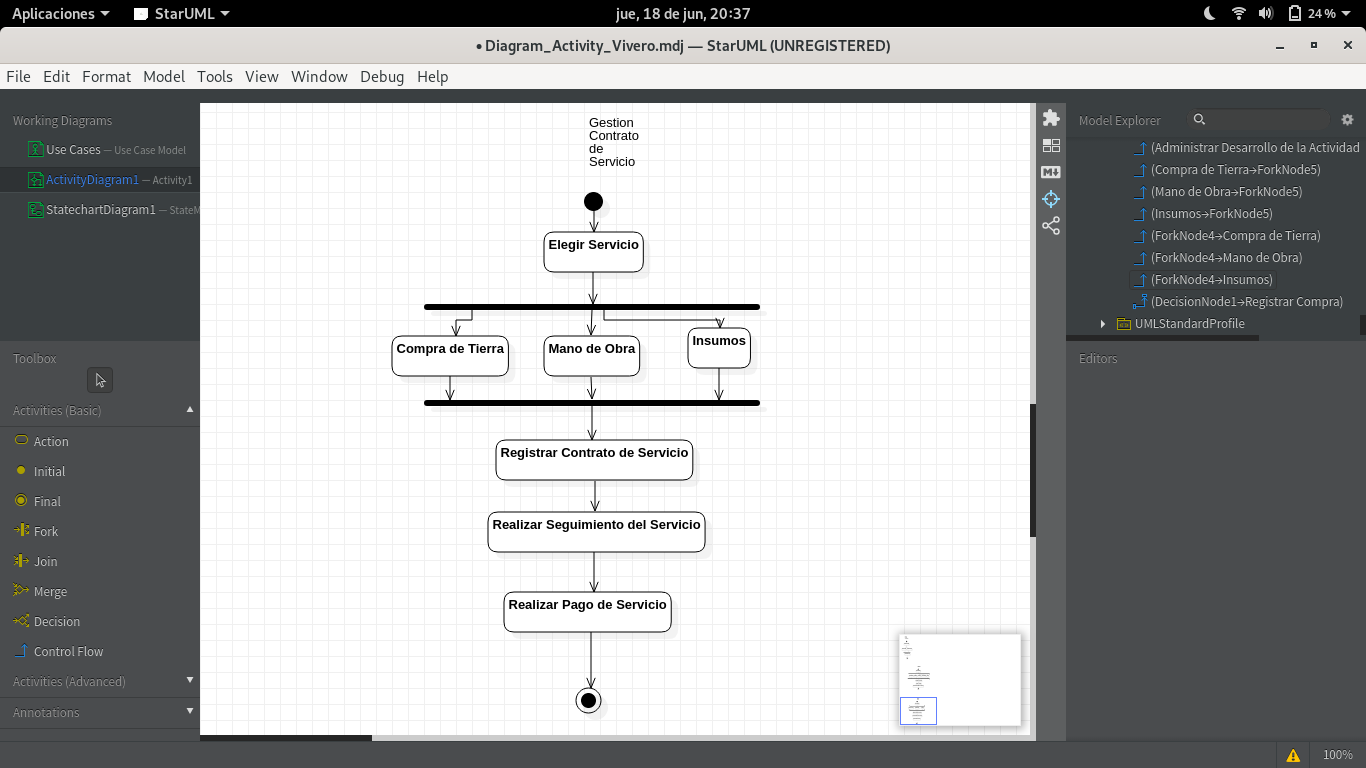 Aplicaciones StarUML jue, 18 de jun, 20:37 24 %
• Diagram_Activity_Vivero.mdj — StarUML (UNREGISTERED)
File Edit Format Model Tools View Window Debug Help
Working Diagrams
Use Cases — Use Case Model
ActivityDiagram1 — Activity1
StatechartDiagram1 — StateM
Toolbox
Activities (Basic)
Action
Initial
Final
Fork
Join
Merge
Decision
Control Flow
Activities (Advanced)
Annotations
Gestion
Contrato
de
Servicio
Elegir Servicio
Compra de Tierra
Mano de Obra
Insumos
Registrar Contrato de Servicio
Realizar Seguimiento del Servicio
Realizar Pago de Servicio
M↓
Model Explorer
(Administrar Desarrollo de la Actividad
(Compra de Tierra→ForkNode5)
(Mano de Obra→ForkNode5)
(Insumos→ForkNode5)
(ForkNode4→Compra de Tierra)
(ForkNode4→Mano de Obra)
(ForkNode4→Insumos)
(DecisionNode1→Registrar Compra)
UMLStandardProfile
Editors
100%